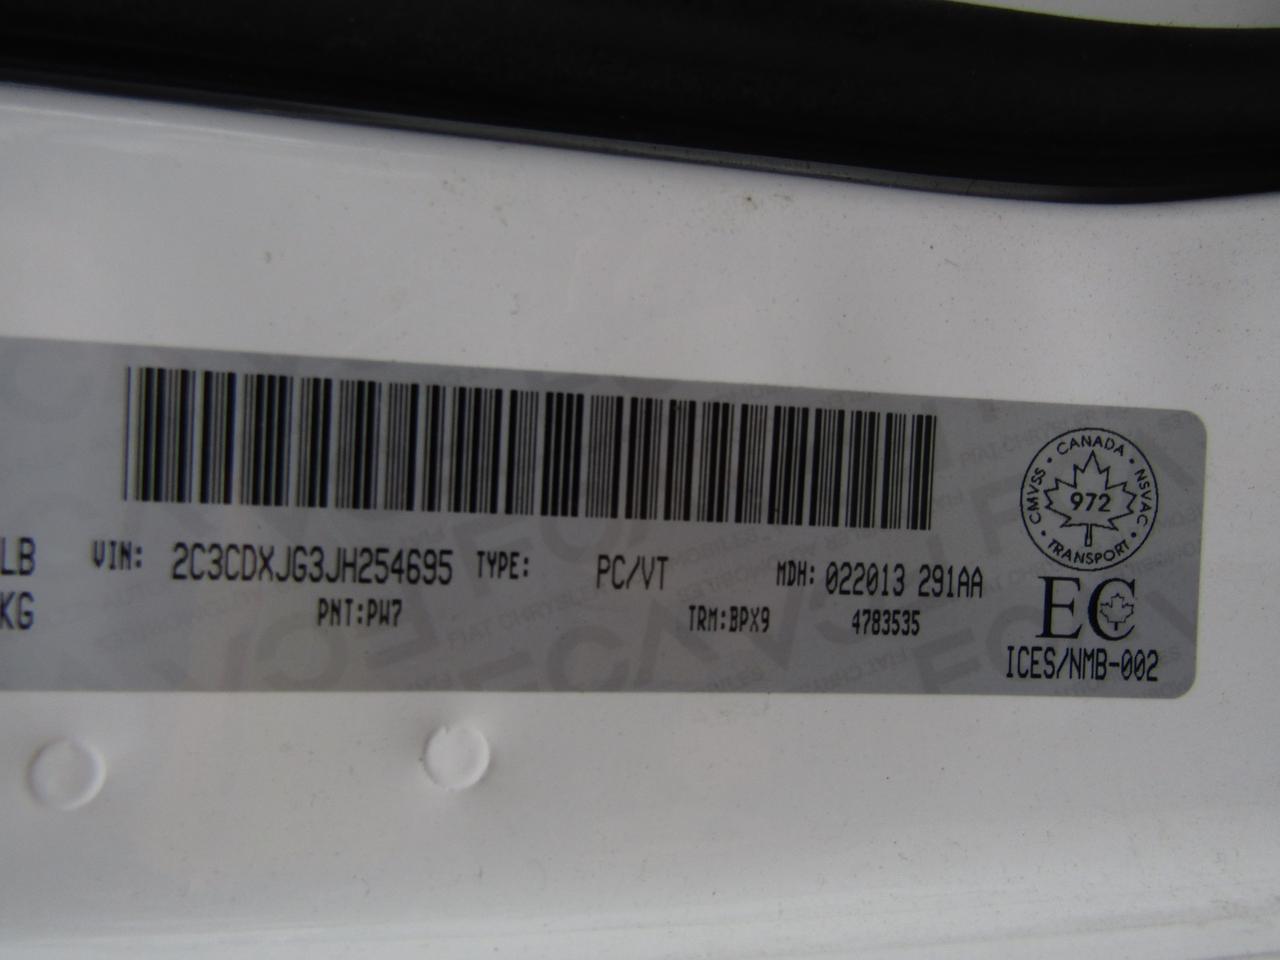 CANADA
CMVSS
NSVAC
972
TRANSPORT
LB VIN: 2C3CDXJG3JH254695 TYPE: PC/VT MDH: 022013 291AA
KG PNT:PW7 TRM:BPX9 4783535
EC
ICES/NMB-002